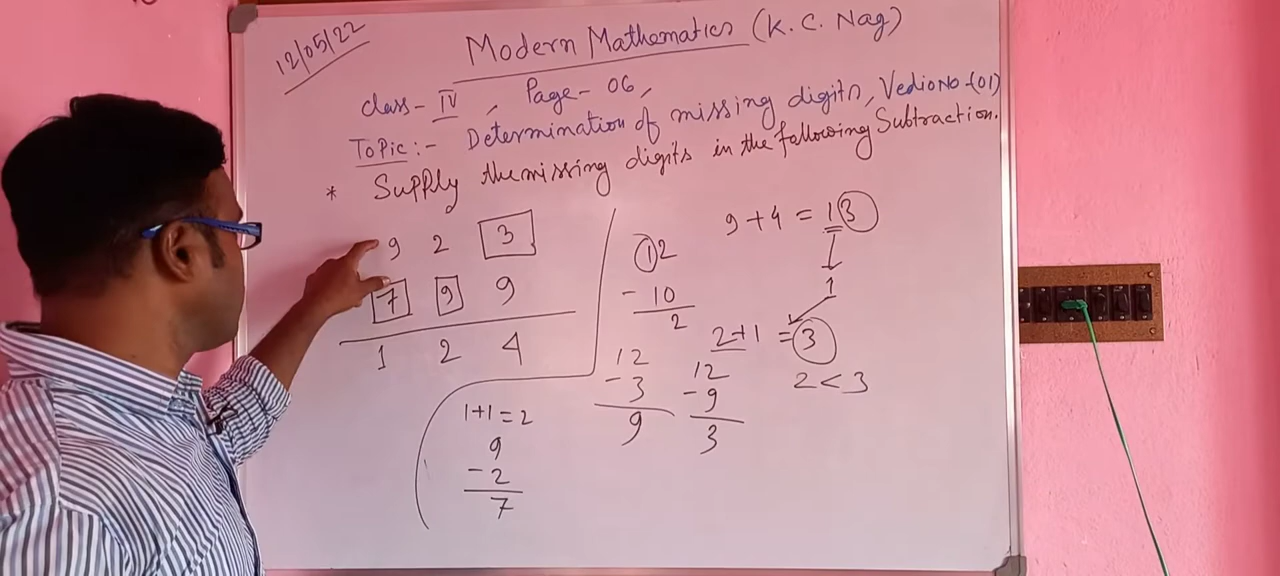 12/05/22
Modern Mathematics (K. C. Nag)
class - IV , Page - 06,
Topic :- Determination of missing digits, Vedio No - (01)
* Supply the missing digits in the following Subtraction.
9 2 3
7 9 9
1 2 4
1+1 = 2
9
- 2
7
12
- 10
2
12
- 3
9
12
- 9
3
9 + 4 = 13
1
2+1 = 3
2 < 3